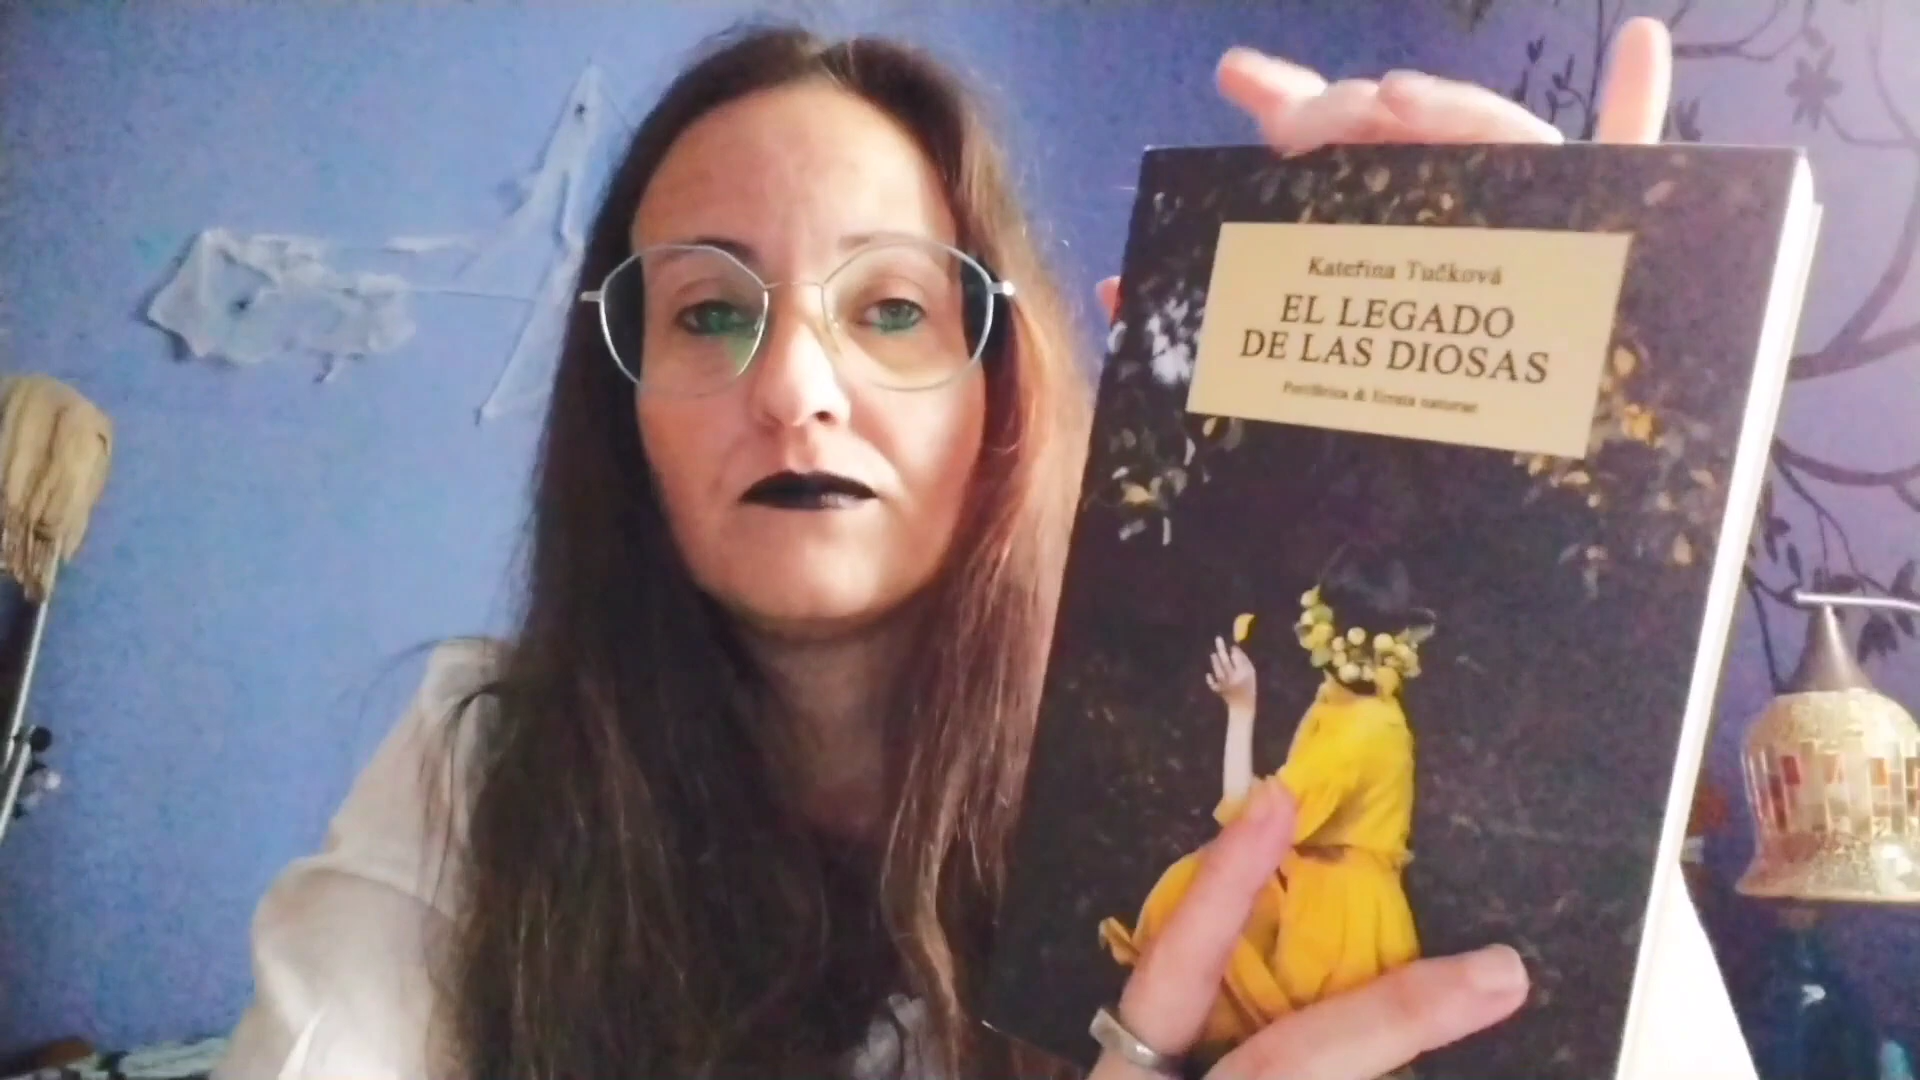 Kateřina Tučková
EL LEGADO
DE LAS DIOSAS
Periférica & Errata naturae